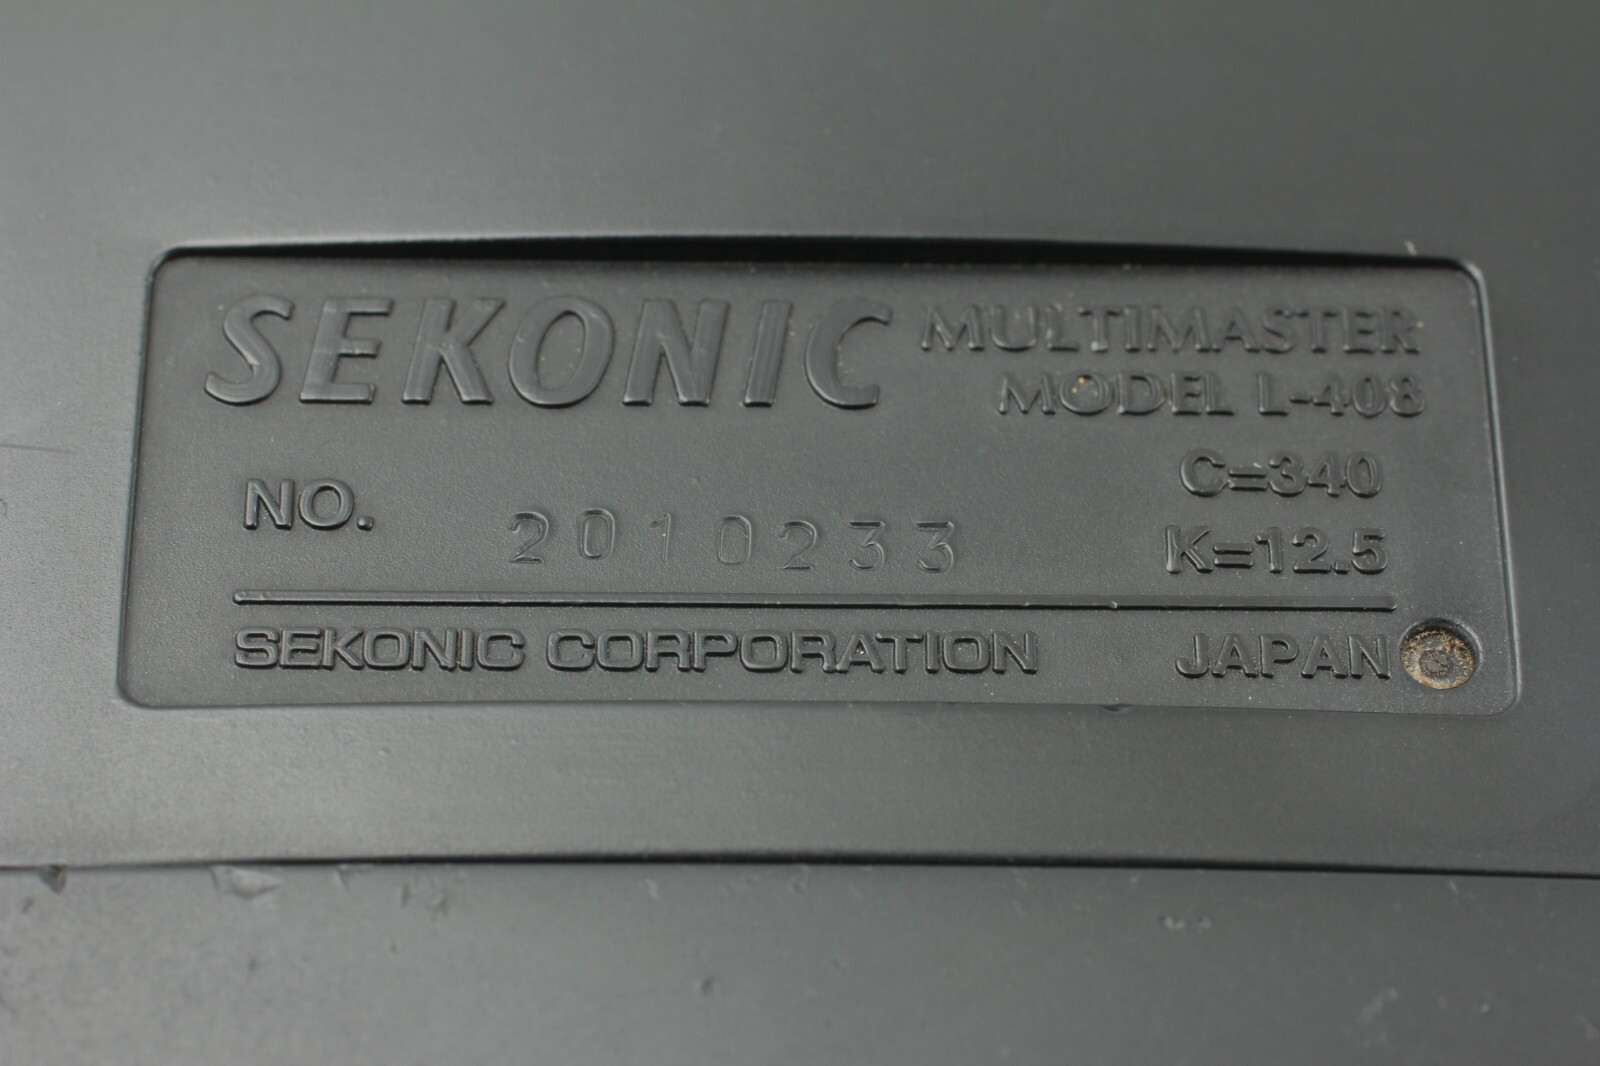 SEKONIC MULTIMASTER
MODEL L-408
C=340
NO. 2010233
K=12.5
SEKONIC CORPORATION JAPAN